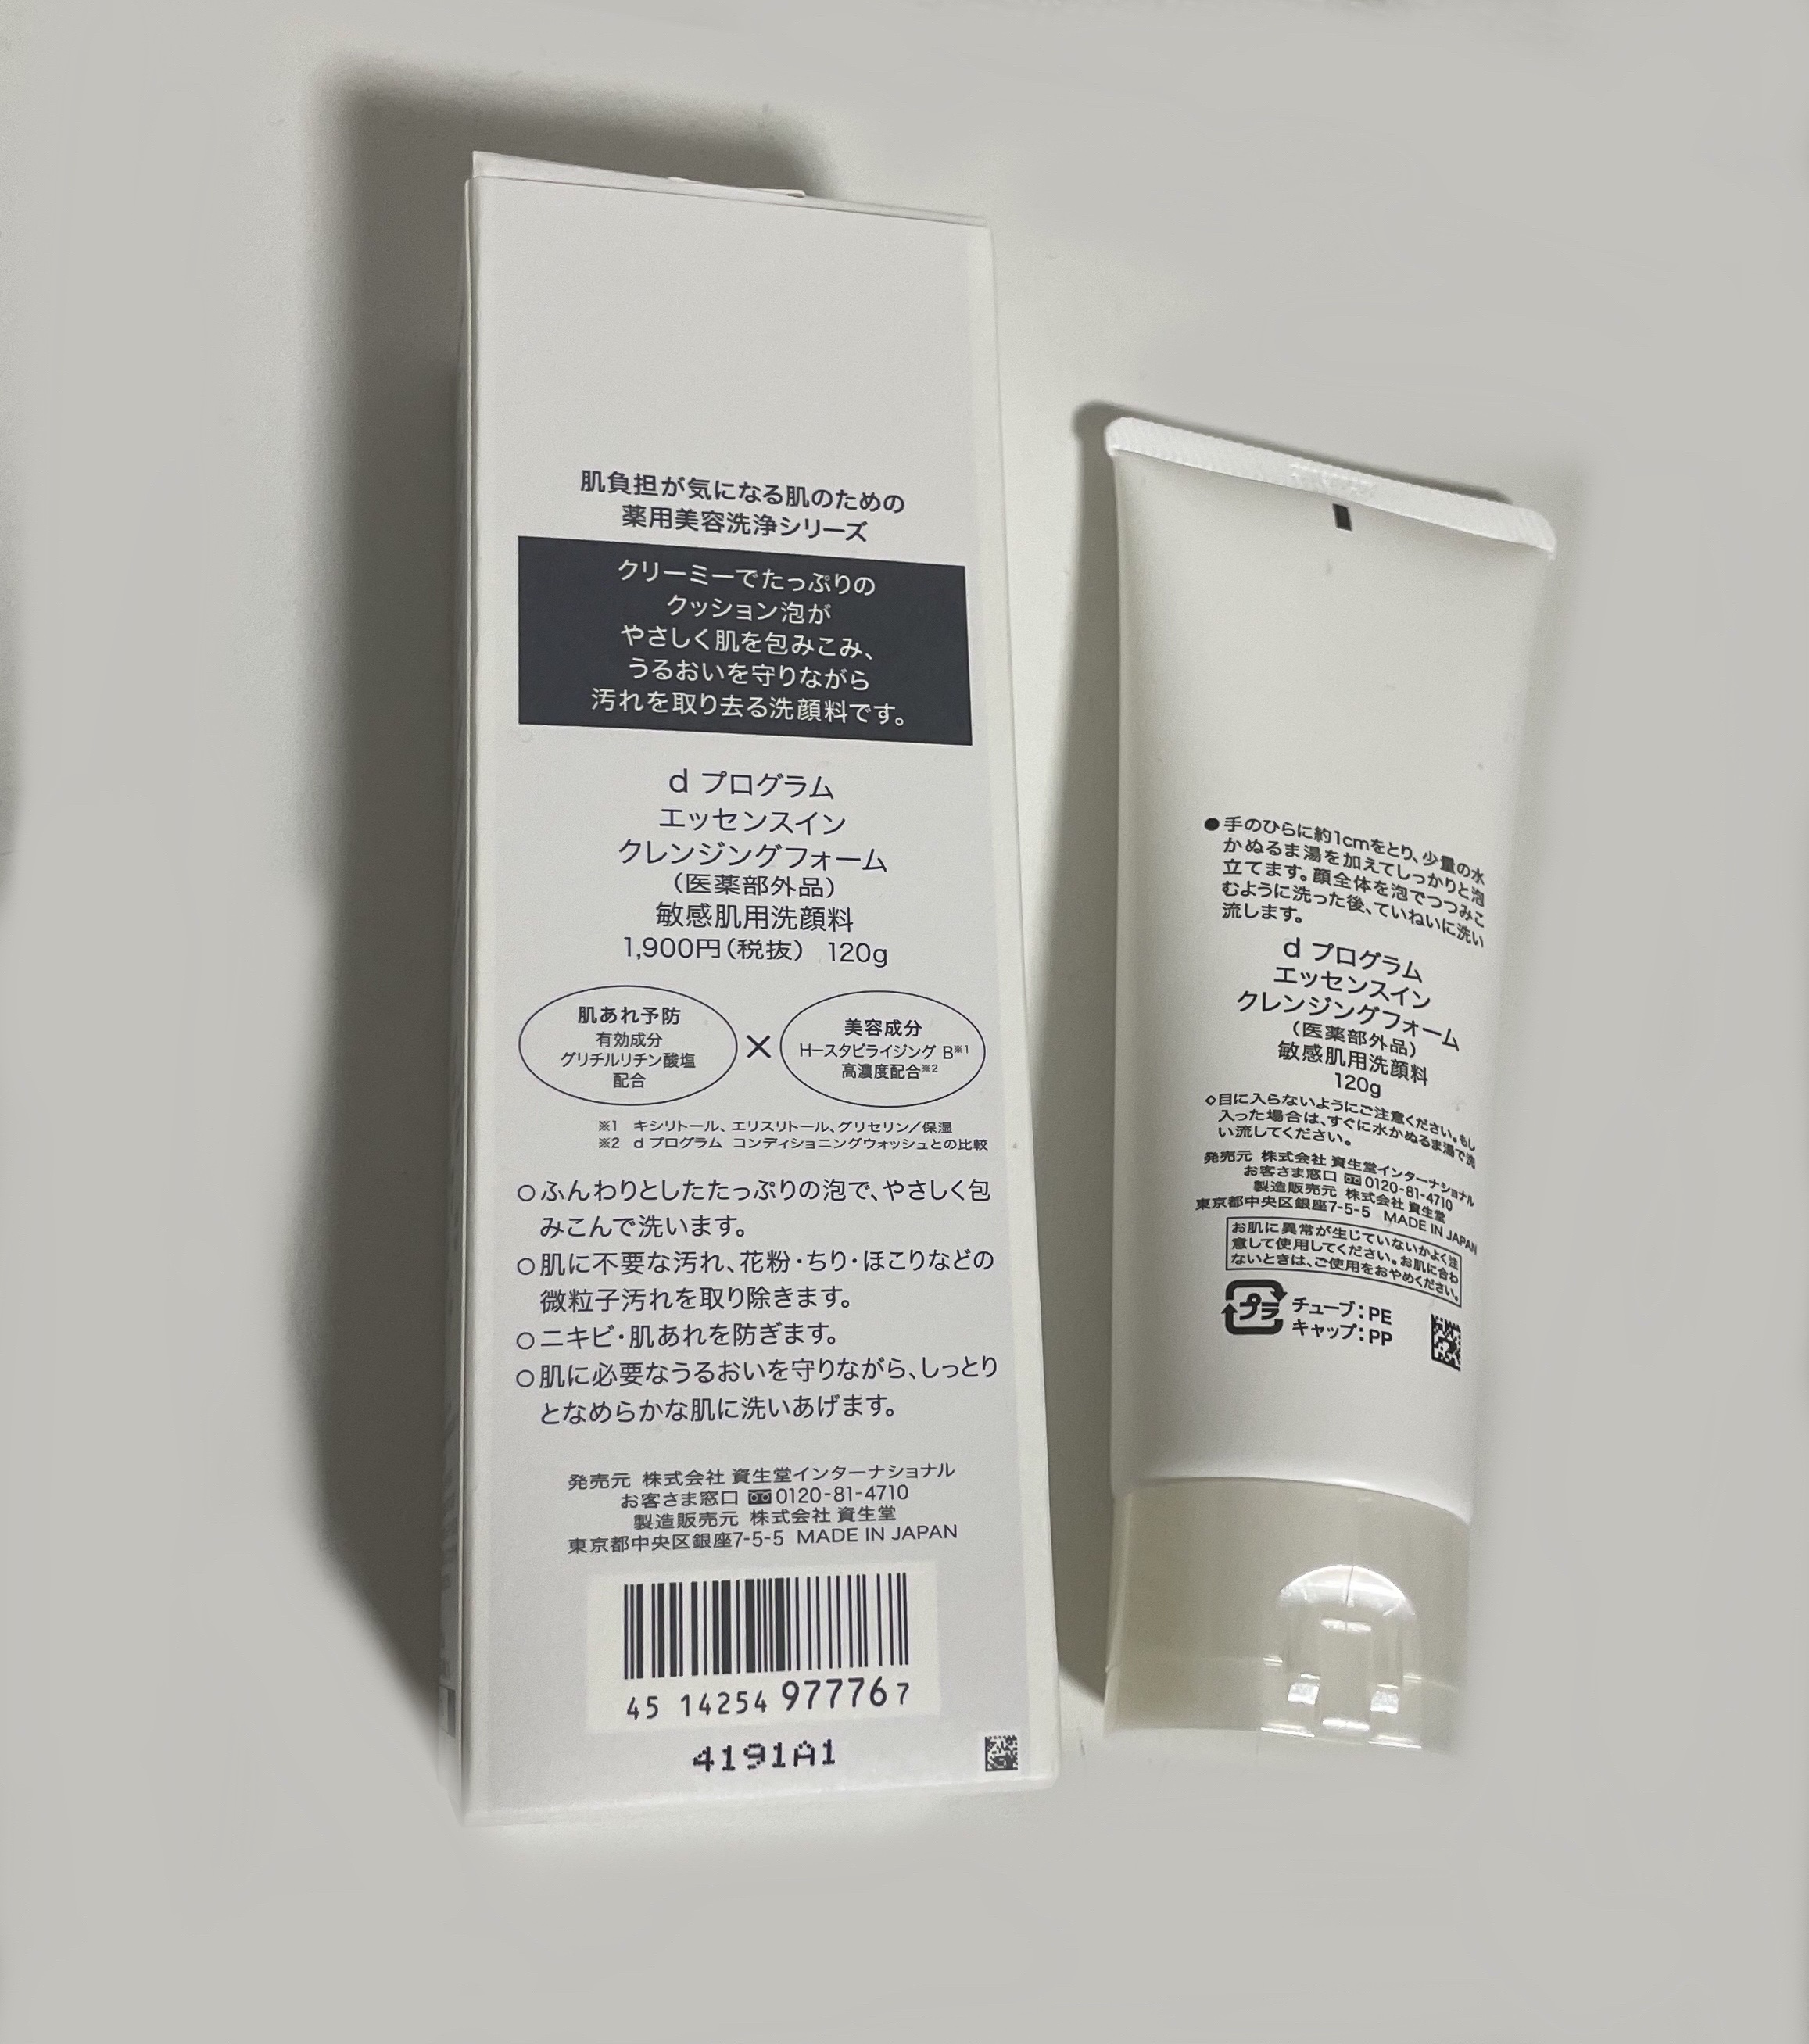 肌負担が気になる肌のための
薬用美容洗浄シリーズ
クリーミーでたっぷりの
クッション泡が
やさしく肌を包みこみ、
うるおいを守りながら
汚れを取り去る洗顔料です。
d プログラム
エッセンスイン
クレンジングフォーム
（医薬部外品）
敏感肌用洗顔料
1,900円（税抜） 120g
肌あれ予防
有効成分
グリチルリチン酸塩
配合
×
美容成分
H－スタビライジング B※1
高濃度配合※2
※1 キシリトール、エリスリトール、グリセリン／保湿
※2 d プログラム コンディショニングウォッシュとの比較
○ふんわりとしたたっぷりの泡で、やさしく包
みこんで洗います。
○肌に不要な汚れ、花粉・ちり・ほこりなどの
微粒子汚れを取り除きます。
○ニキビ・肌あれを防ぎます。
○肌に必要なうるおいを守りながら、しっとり
となめらかな肌に洗いあげます。
発売元 株式会社 資生堂インターナショナル
お客さま窓口 0120-81-4710
製造販売元 株式会社 資生堂
東京都中央区銀座7-5-5 MADE IN JAPAN
45 14254 97776 7
4191A1
●手のひらに約1cmをとり、少量の水
かぬるま湯を加えてしっかりと泡
立てます。顔全体を泡でつつみこ
むように洗った後、ていねいに洗い
流します。
d プログラム
エッセンスイン
クレンジングフォーム
（医薬部外品）
敏感肌用洗顔料
120g
◇目に入らないようにご注意ください。もし
入った場合は、すぐに水かぬるま湯で洗
い流してください。
発売元 株式会社 資生堂インターナショナル
お客さま窓口 0120-81-4710
製造販売元 株式会社 資生堂
東京都中央区銀座7-5-5 MADE IN JAPAN
お肌に異常が生じていないかよく注
意して使用してください。お肌に合わ
ないときは、ご使用をおやめください。
プラ
チューブ：PE
キャップ：PP